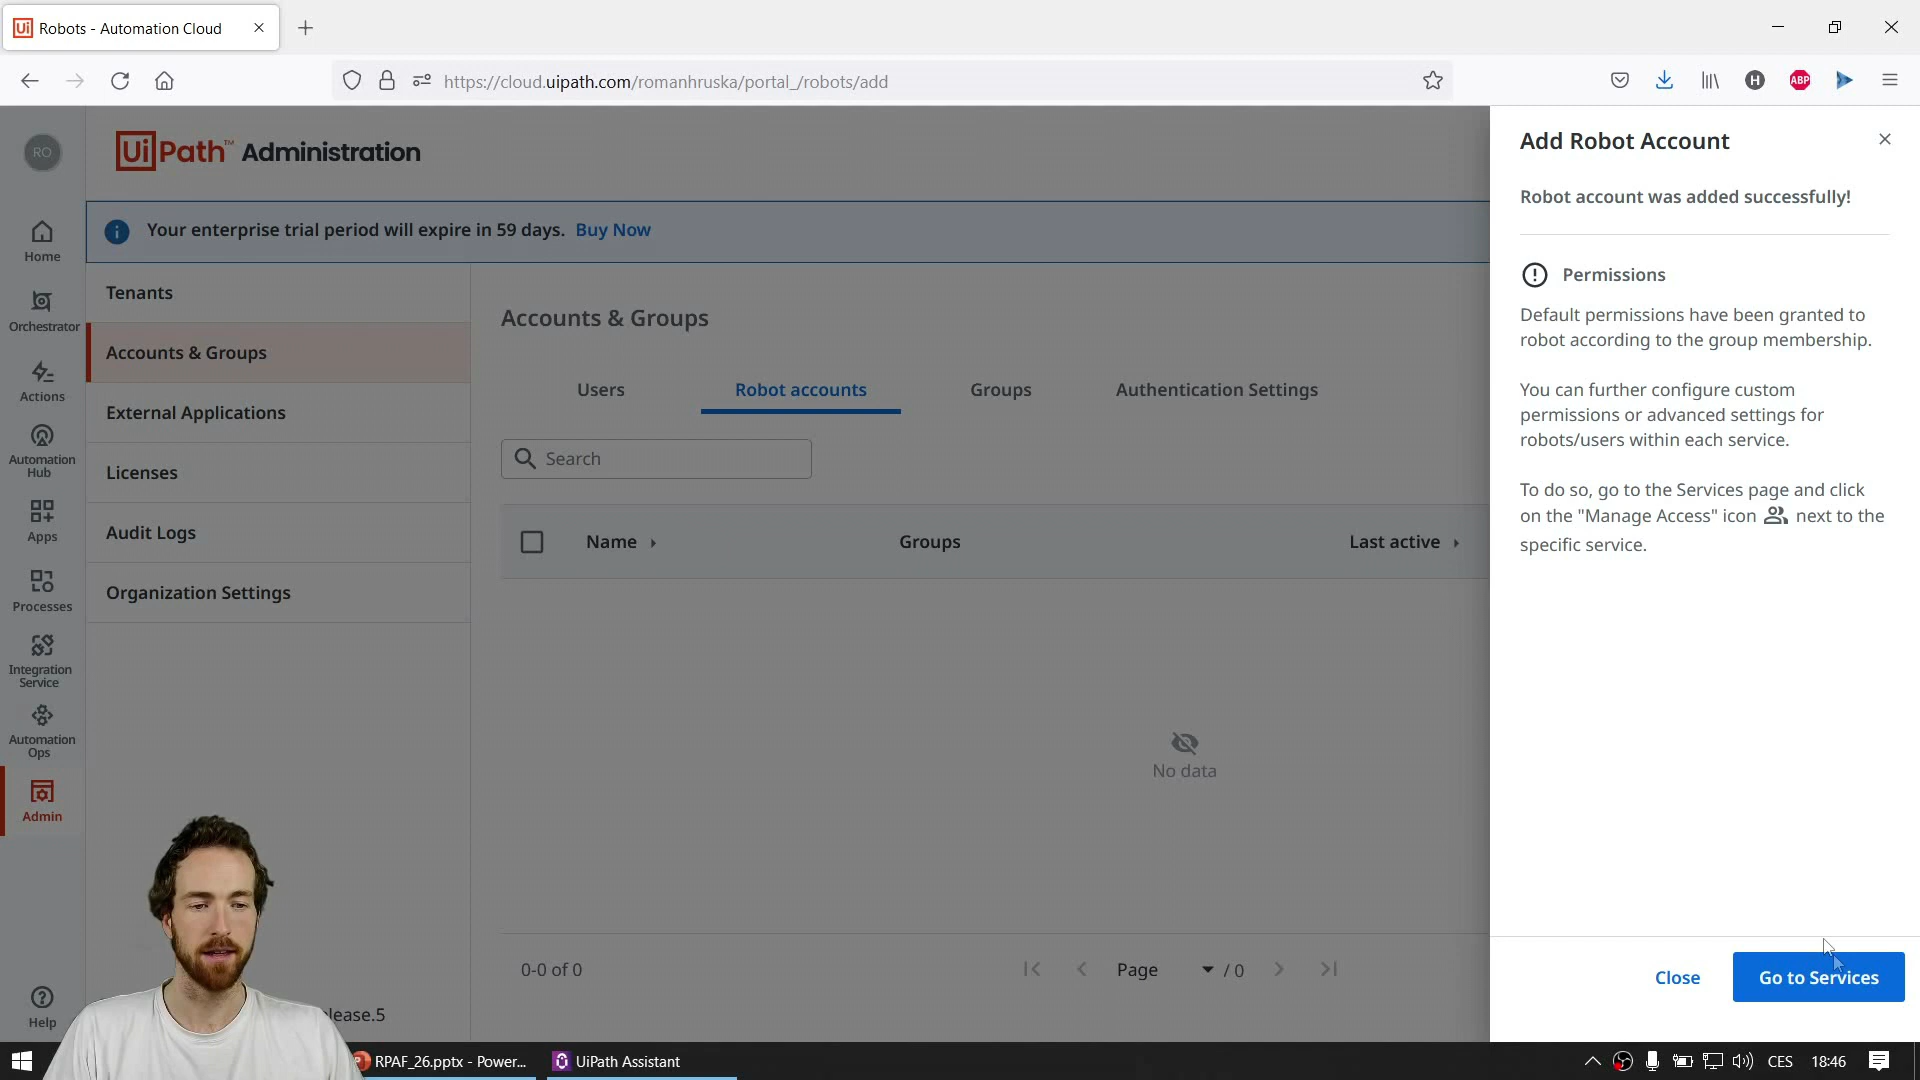 Robots - Automation Cloud
https://cloud.uipath.com/romanhruska/portal_/robots/add
H
ABP
RO
UiPath™ Administration
Your enterprise trial period will expire in 59 days. Buy Now
Home
Orchestrator
Actions
Automation
Hub
Apps
Processes
Integration
Service
Automation
Ops
Admin
Help
Tenants
Accounts & Groups
External Applications
Licenses
Audit Logs
Organization Settings
lease.5
Accounts & Groups
Users
Robot accounts
Groups
Authentication Settings
Search
Name
Groups
Last active
No data
0-0 of 0
Page
/ 0
Add Robot Account
Robot account was added successfully!
Permissions
Default permissions have been granted to
robot according to the group membership.
You can further configure custom
permissions or advanced settings for
robots/users within each service.
To do so, go to the Services page and click
on the "Manage Access" icon next to the
specific service.
Close
Go to Services
RPAF_26.pptx - Power...
UiPath Assistant
CES
18:46